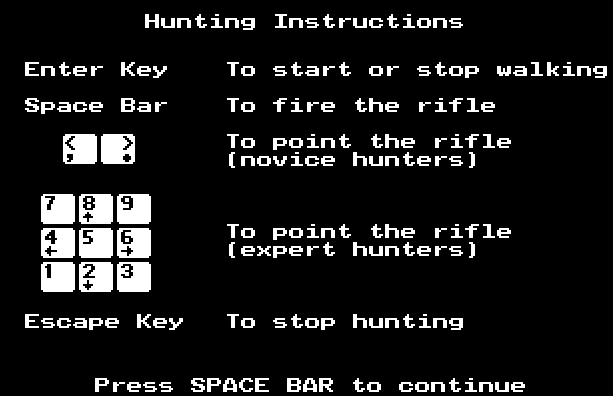 Hunting Instructions
Enter Key To start or stop walking
Space Bar To fire the rifle
< >
, .
To point the rifle
(novice hunters)
7 8 9
↑
4 5 6
← →
1 2 3
↓
To point the rifle
(expert hunters)
Escape Key To stop hunting
Press SPACE BAR to continue